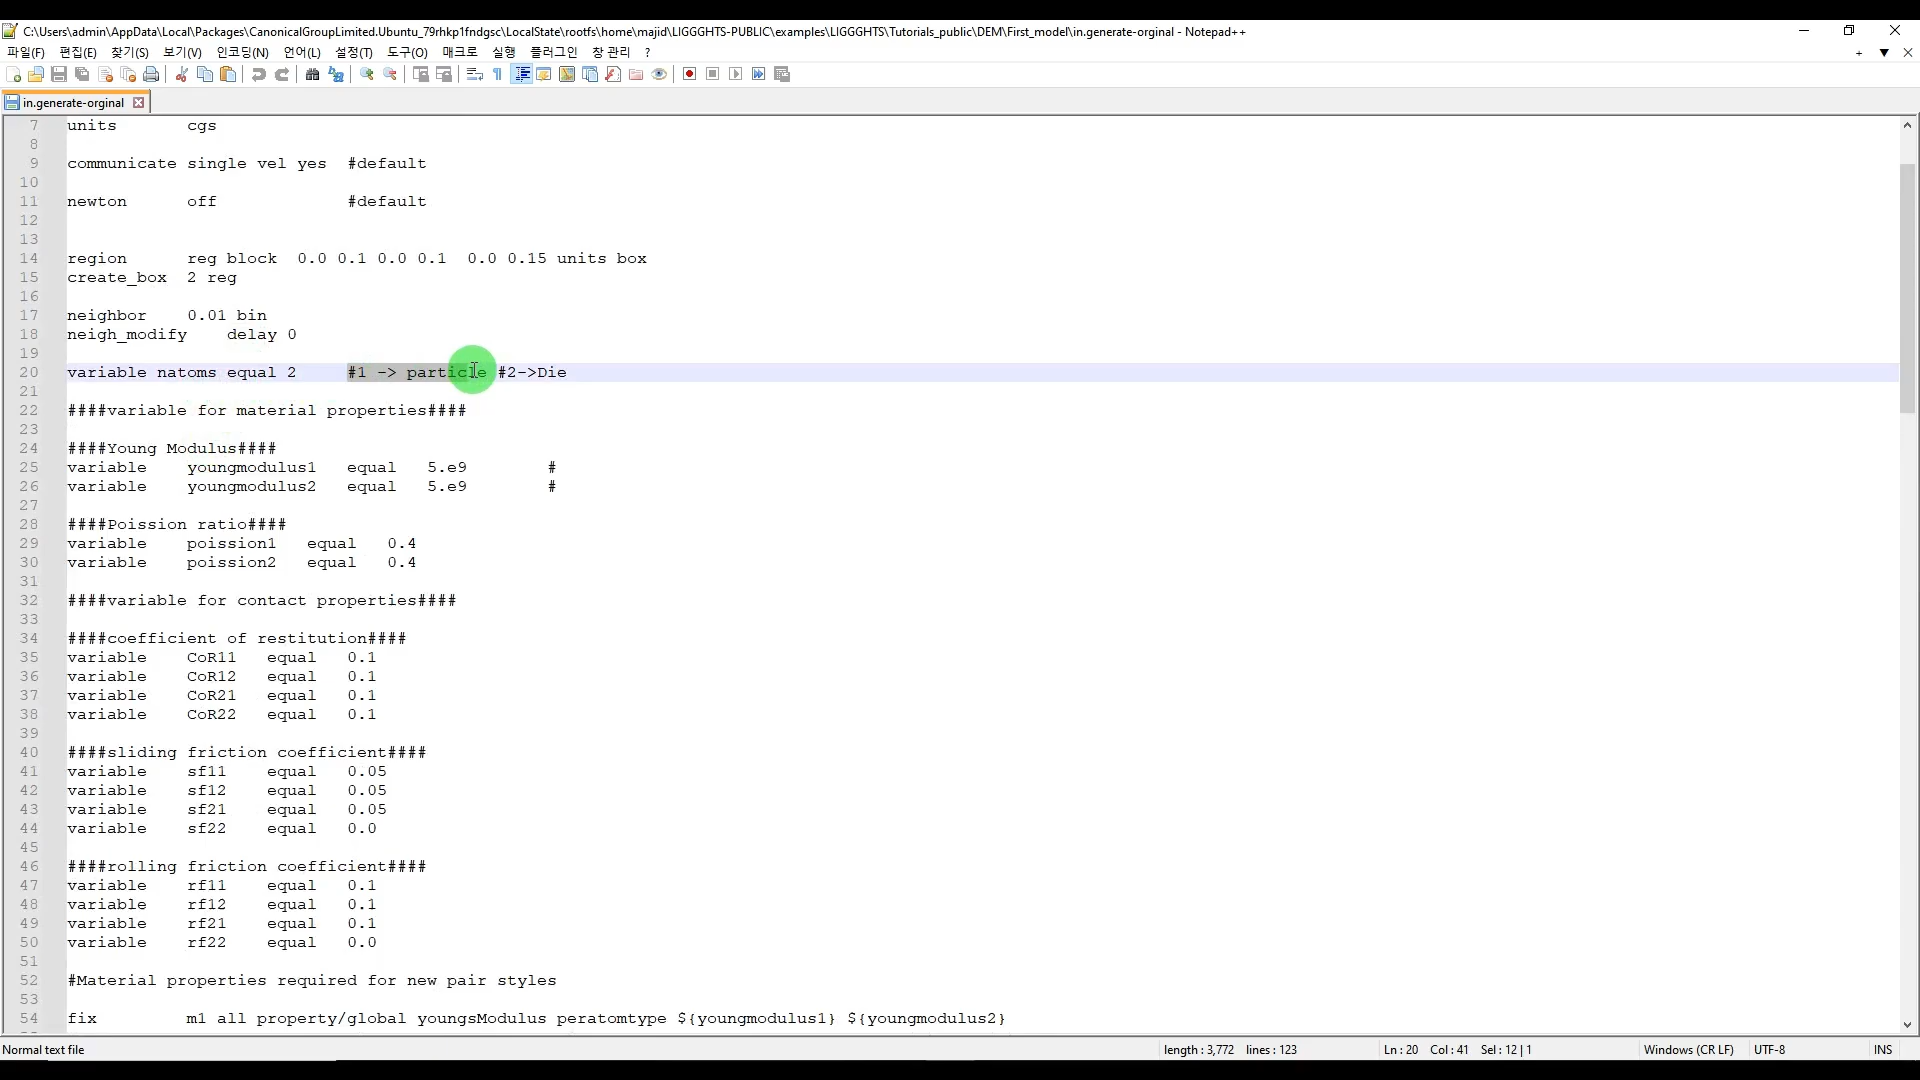 C:\Users\admin\AppData\Local\Packages\CanonicalGroupLimited.Ubuntu_79rhkp1fndgsc\LocalState\rootfs\home\majid\LIGGGHTS-PUBLIC\examples\LIGGGHTS\Tutorials_public\DEM\First_model\in.generate-orginal - Notepad++
파일(F) 편집(E) 찾기(S) 보기(V) 인코딩(N) 언어(L) 설정(T) 도구(O) 매크로 실행 플러그인 창 관리 ?
in.generate-orginal
7 units cgs
8
9 communicate single vel yes #default
10
11 newton off #default
12
13
14 region reg block 0.0 0.1 0.0 0.1 0.0 0.15 units box
15 create_box 2 reg
16
17 neighbor 0.01 bin
18 neigh_modify delay 0
19
20 variable natoms equal 2 #1 -> particle #2->Die
21
22 ####variable for material properties####
23
24 ####Young Modulus####
25 variable youngmodulus1 equal 5.e9 #
26 variable youngmodulus2 equal 5.e9 #
27
28 ####Poission ratio####
29 variable poission1 equal 0.4
30 variable poission2 equal 0.4
31
32 ####variable for contact properties####
33
34 ####coefficient of restitution####
35 variable CoR11 equal 0.1
36 variable CoR12 equal 0.1
37 variable CoR21 equal 0.1
38 variable CoR22 equal 0.1
39
40 ####sliding friction coefficient####
41 variable sf11 equal 0.05
42 variable sf12 equal 0.05
43 variable sf21 equal 0.05
44 variable sf22 equal 0.0
45
46 ####rolling friction coefficient####
47 variable rf11 equal 0.1
48 variable rf12 equal 0.1
49 variable rf21 equal 0.1
50 variable rf22 equal 0.0
51
52 #Material properties required for new pair styles
53
54 fix m1 all property/global youngsModulus peratomtype ${youngmodulus1} ${youngmodulus2}
Normal text file length : 3,772 lines : 123 Ln : 20 Col : 41 Sel : 12 | 1 Windows (CR LF) UTF-8 INS